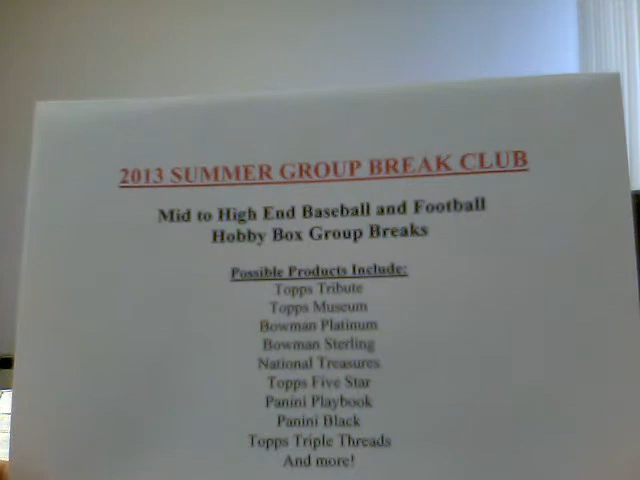 2013 SUMMER GROUP BREAK CLUB
Mid to High End Baseball and Football
Hobby Box Group Breaks
Possible Products Include:
Topps Tribute
Topps Museum
Bowman Platinum
Bowman Sterling
National Treasures
Topps Five Star
Panini Playbook
Panini Black
Topps Triple Threads
And more!